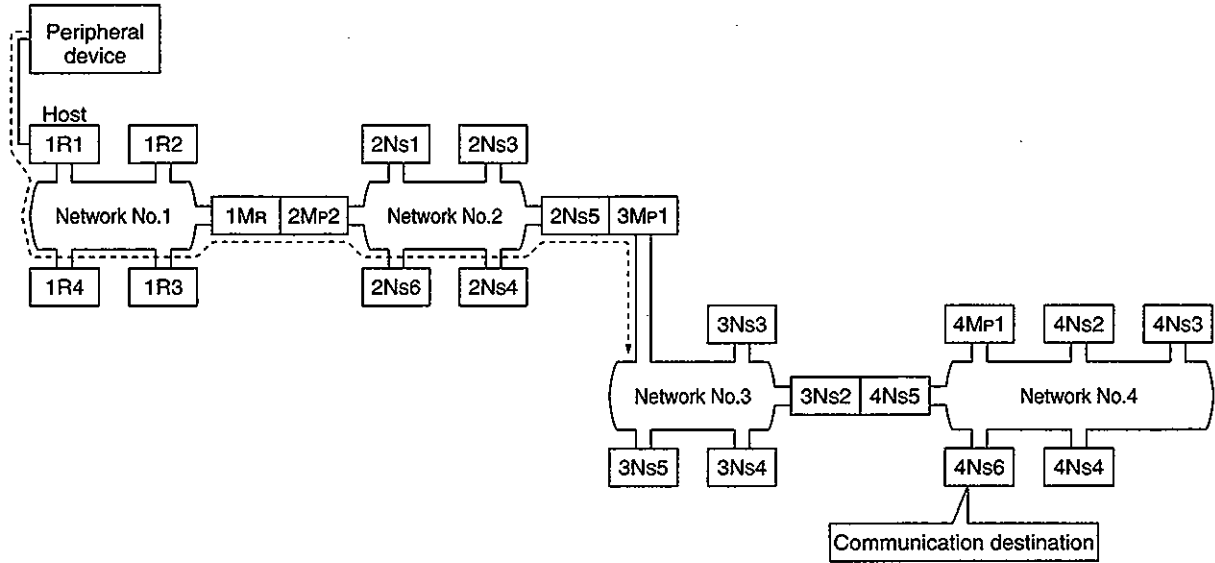 Peripheral
device
Host
1R1
1R2
2Ns1
2Ns3
Network No.1
1MR
2MP2
Network No.2
2Ns5
3MP1
1R4
1R3
2Ns6
2Ns4
3Ns3
4MP1
4Ns2
4Ns3
Network No.3
3Ns2
4Ns5
Network No.4
3Ns5
3Ns4
4Ns6
4Ns4
Communication destination